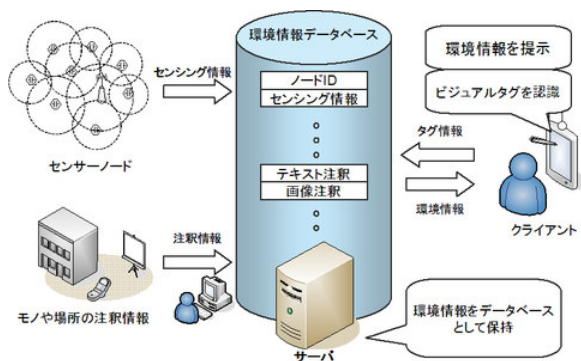 環境情報データベース
環境情報を提示
ビジュアルタグを認識
センシング情報
ノードID
センシング情報
タグ情報
センサーノード
テキスト注釈
画像注釈
環境情報
クライアント
注釈情報
モノや場所の注釈情報
環境情報をデータベース
として保持
サーバ